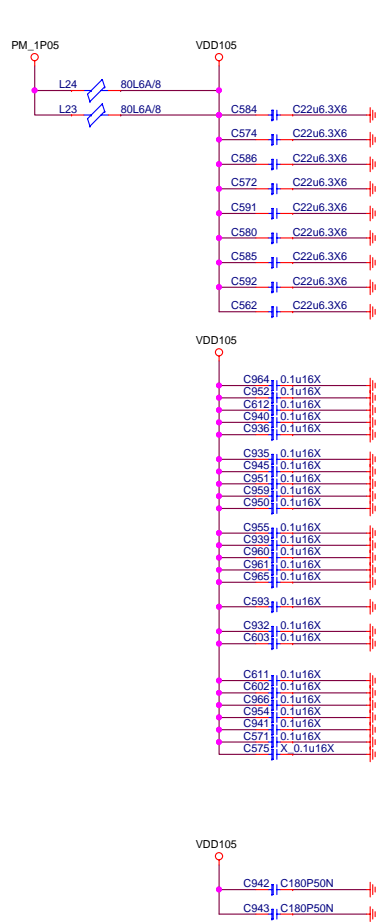 PM_1P05 VDD105
L24 80L6A/8
L23 80L6A/8
C584 C22u6.3X6
C574 C22u6.3X6
C586 C22u6.3X6
C572 C22u6.3X6
C591 C22u6.3X6
C580 C22u6.3X6
C585 C22u6.3X6
C592 C22u6.3X6
C562 C22u6.3X6
VDD105
C964 0.1u16X
C952 0.1u16X
C612 0.1u16X
C940 0.1u16X
C936 0.1u16X
C935 0.1u16X
C945 0.1u16X
C951 0.1u16X
C959 0.1u16X
C950 0.1u16X
C955 0.1u16X
C939 0.1u16X
C960 0.1u16X
C961 0.1u16X
C965 0.1u16X
C593 0.1u16X
C932 0.1u16X
C603 0.1u16X
C611 0.1u16X
C602 0.1u16X
C966 0.1u16X
C954 0.1u16X
C941 0.1u16X
C571 0.1u16X
C575 X_0.1u16X
VDD105
C942 C180P50N
C943 C180P50N